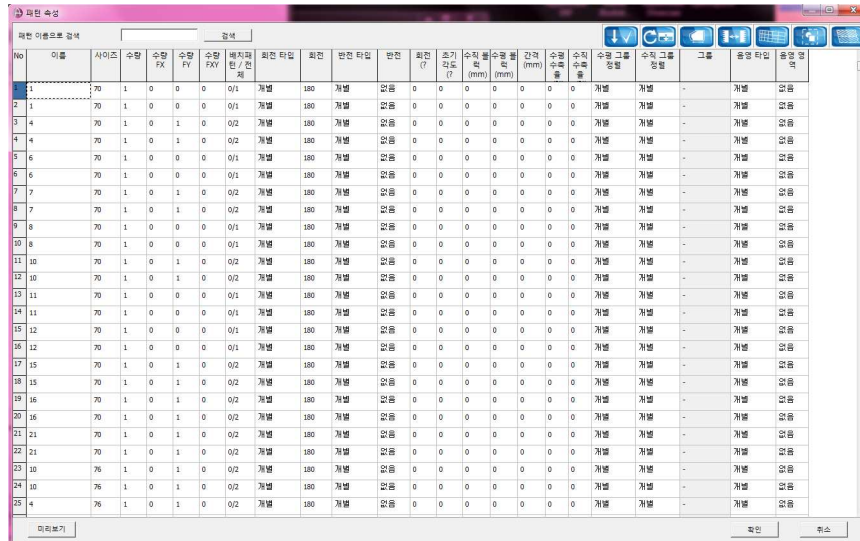 패턴 속성
패턴 이름으로 검색 검색
No 이름 사이즈 수량 수량 FX 수량 FY 수량 FXY 배치패턴 / 전체 회전 타입 회전 반전 타입 반전 회전 (? 초기 각도 (? 수직 블럭 (mm) 수평 블럭 (mm) 간격 (mm) 수평 수축율 수직 수축율 수평 그룹 정렬 수직 그룹 정렬 그룹 음영 타입 음영 영역
1 1 70 1 0 0 0 0/1 개별 180 개별 없음 0 0 0 0 0 0 0 개별 개별 - 개별 없음
2 1 70 1 0 0 0 0/1 개별 180 개별 없음 0 0 0 0 0 0 0 개별 개별 - 개별 없음
3 4 70 1 0 1 0 0/2 개별 180 개별 없음 0 0 0 0 0 0 0 개별 개별 - 개별 없음
4 4 70 1 0 1 0 0/2 개별 180 개별 없음 0 0 0 0 0 0 0 개별 개별 - 개별 없음
5 6 70 1 0 0 0 0/1 개별 180 개별 없음 0 0 0 0 0 0 0 개별 개별 - 개별 없음
6 6 70 1 0 0 0 0/1 개별 180 개별 없음 0 0 0 0 0 0 0 개별 개별 - 개별 없음
7 7 70 1 0 1 0 0/2 개별 180 개별 없음 0 0 0 0 0 0 0 개별 개별 - 개별 없음
8 7 70 1 0 1 0 0/2 개별 180 개별 없음 0 0 0 0 0 0 0 개별 개별 - 개별 없음
9 8 70 1 0 0 0 0/1 개별 180 개별 없음 0 0 0 0 0 0 0 개별 개별 - 개별 없음
10 8 70 1 0 0 0 0/1 개별 180 개별 없음 0 0 0 0 0 0 0 개별 개별 - 개별 없음
11 10 70 1 0 1 0 0/2 개별 180 개별 없음 0 0 0 0 0 0 0 개별 개별 - 개별 없음
12 10 70 1 0 1 0 0/2 개별 180 개별 없음 0 0 0 0 0 0 0 개별 개별 - 개별 없음
13 11 70 1 0 0 0 0/1 개별 180 개별 없음 0 0 0 0 0 0 0 개별 개별 - 개별 없음
14 11 70 1 0 0 0 0/1 개별 180 개별 없음 0 0 0 0 0 0 0 개별 개별 - 개별 없음
15 12 70 1 0 0 0 0/1 개별 180 개별 없음 0 0 0 0 0 0 0 개별 개별 - 개별 없음
16 12 70 1 0 0 0 0/1 개별 180 개별 없음 0 0 0 0 0 0 0 개별 개별 - 개별 없음
17 15 70 1 0 1 0 0/2 개별 180 개별 없음 0 0 0 0 0 0 0 개별 개별 - 개별 없음
18 15 70 1 0 1 0 0/2 개별 180 개별 없음 0 0 0 0 0 0 0 개별 개별 - 개별 없음
19 16 70 1 0 1 0 0/2 개별 180 개별 없음 0 0 0 0 0 0 0 개별 개별 - 개별 없음
20 16 70 1 0 1 0 0/2 개별 180 개별 없음 0 0 0 0 0 0 0 개별 개별 - 개별 없음
21 21 70 1 0 1 0 0/2 개별 180 개별 없음 0 0 0 0 0 0 0 개별 개별 - 개별 없음
22 21 70 1 0 1 0 0/2 개별 180 개별 없음 0 0 0 0 0 0 0 개별 개별 - 개별 없음
23 10 76 1 0 1 0 0/2 개별 180 개별 없음 0 0 0 0 0 0 0 개별 개별 - 개별 없음
24 10 76 1 0 1 0 0/2 개별 180 개별 없음 0 0 0 0 0 0 0 개별 개별 - 개별 없음
25 4 76 1 0 1 0 0/2 개별 180 개별 없음 0 0 0 0 0 0 0 개별 개별 - 개별 없음
미리보기 확인 취소